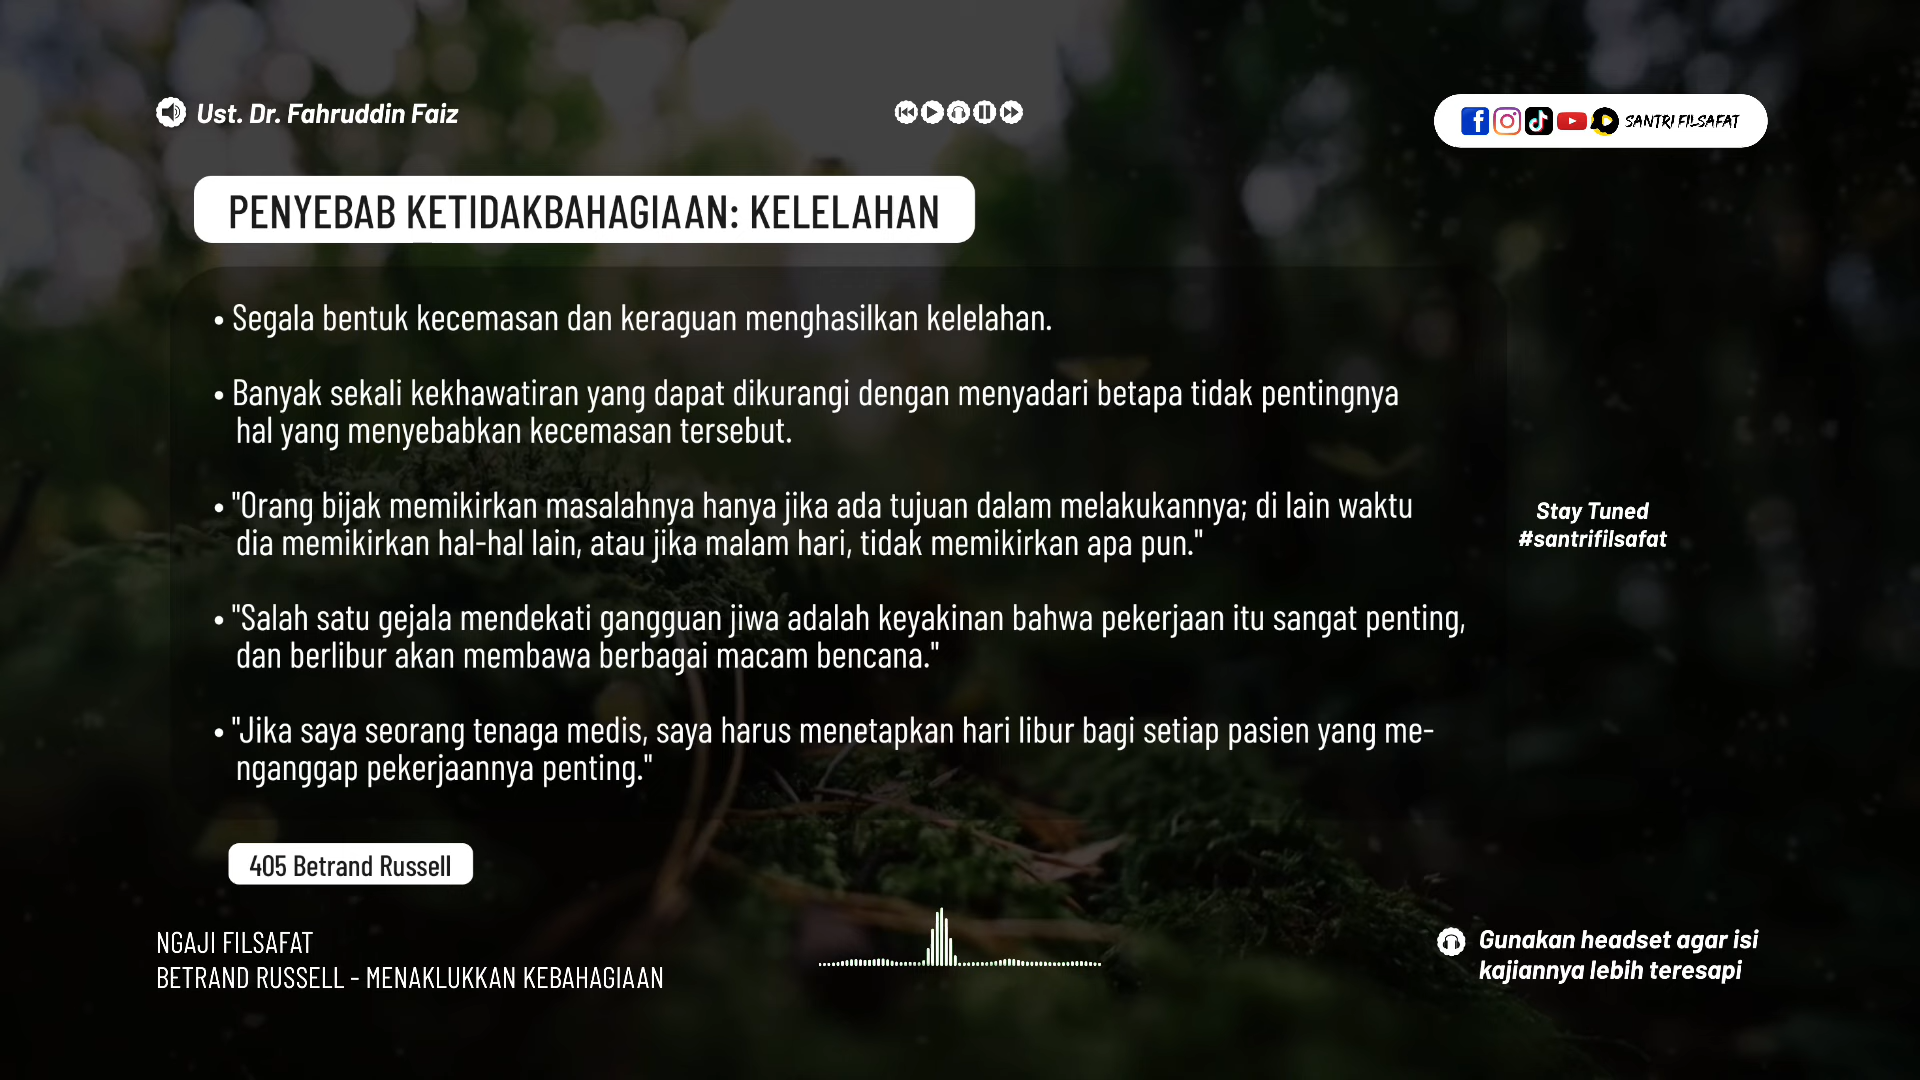 Ust. Dr. Fahruddin Faiz
SANTRI FILSAFAT
PENYEBAB KETIDAKBAHAGIAAN: KELELAHAN
• Segala bentuk kecemasan dan keraguan menghasilkan kelelahan.
• Banyak sekali kekhawatiran yang dapat dikurangi dengan menyadari betapa tidak pentingnya
hal yang menyebabkan kecemasan tersebut.
• "Orang bijak memikirkan masalahnya hanya jika ada tujuan dalam melakukannya; di lain waktu
dia memikirkan hal-hal lain, atau jika malam hari, tidak memikirkan apa pun."
• "Salah satu gejala mendekati gangguan jiwa adalah keyakinan bahwa pekerjaan itu sangat penting,
dan berlibur akan membawa berbagai macam bencana."
• "Jika saya seorang tenaga medis, saya harus menetapkan hari libur bagi setiap pasien yang me-
nganggap pekerjaannya penting."
Stay Tuned
#santrifilsafat
405 Betrand Russell
NGAJI FILSAFAT
BETRAND RUSSELL - MENAKLUKKAN KEBAHAGIAAN
Gunakan headset agar isi
kajiannya lebih teresapi